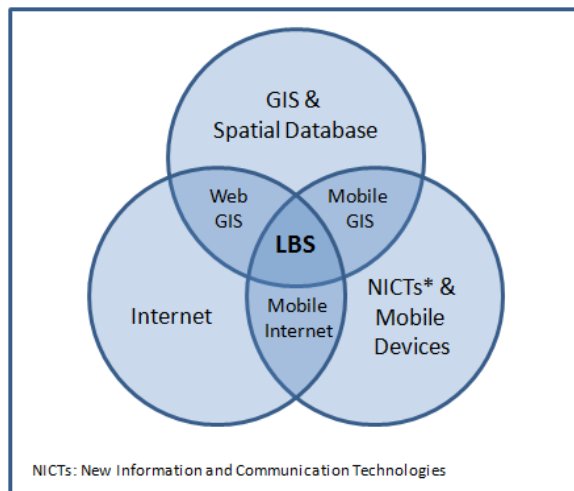 GIS &
Spatial Database
Web
GIS
Mobile
GIS
LBS
Internet
Mobile
Internet
NICTs* &
Mobile
Devices
NICTs: New Information and Communication Technologies